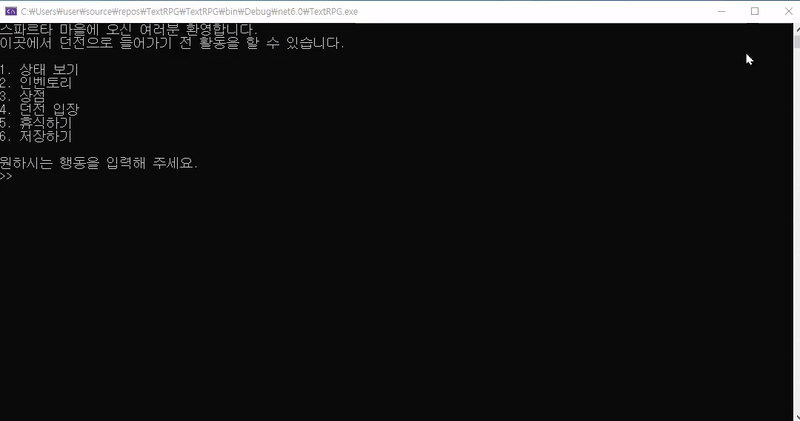 C:₩Users₩user₩source₩repos₩TextRPG₩TextRPG₩bin₩Debug₩net6.0₩TextRPG.exe
스파르타 마을에 오신 여러분 환영합니다.
이곳에서 던전으로 들어가기 전 활동을 할 수 있습니다.
1. 상태 보기
2. 인벤토리
3. 상점
4. 던전 입장
5. 휴식하기
6. 저장하기
원하시는 행동을 입력해 주세요.
>>